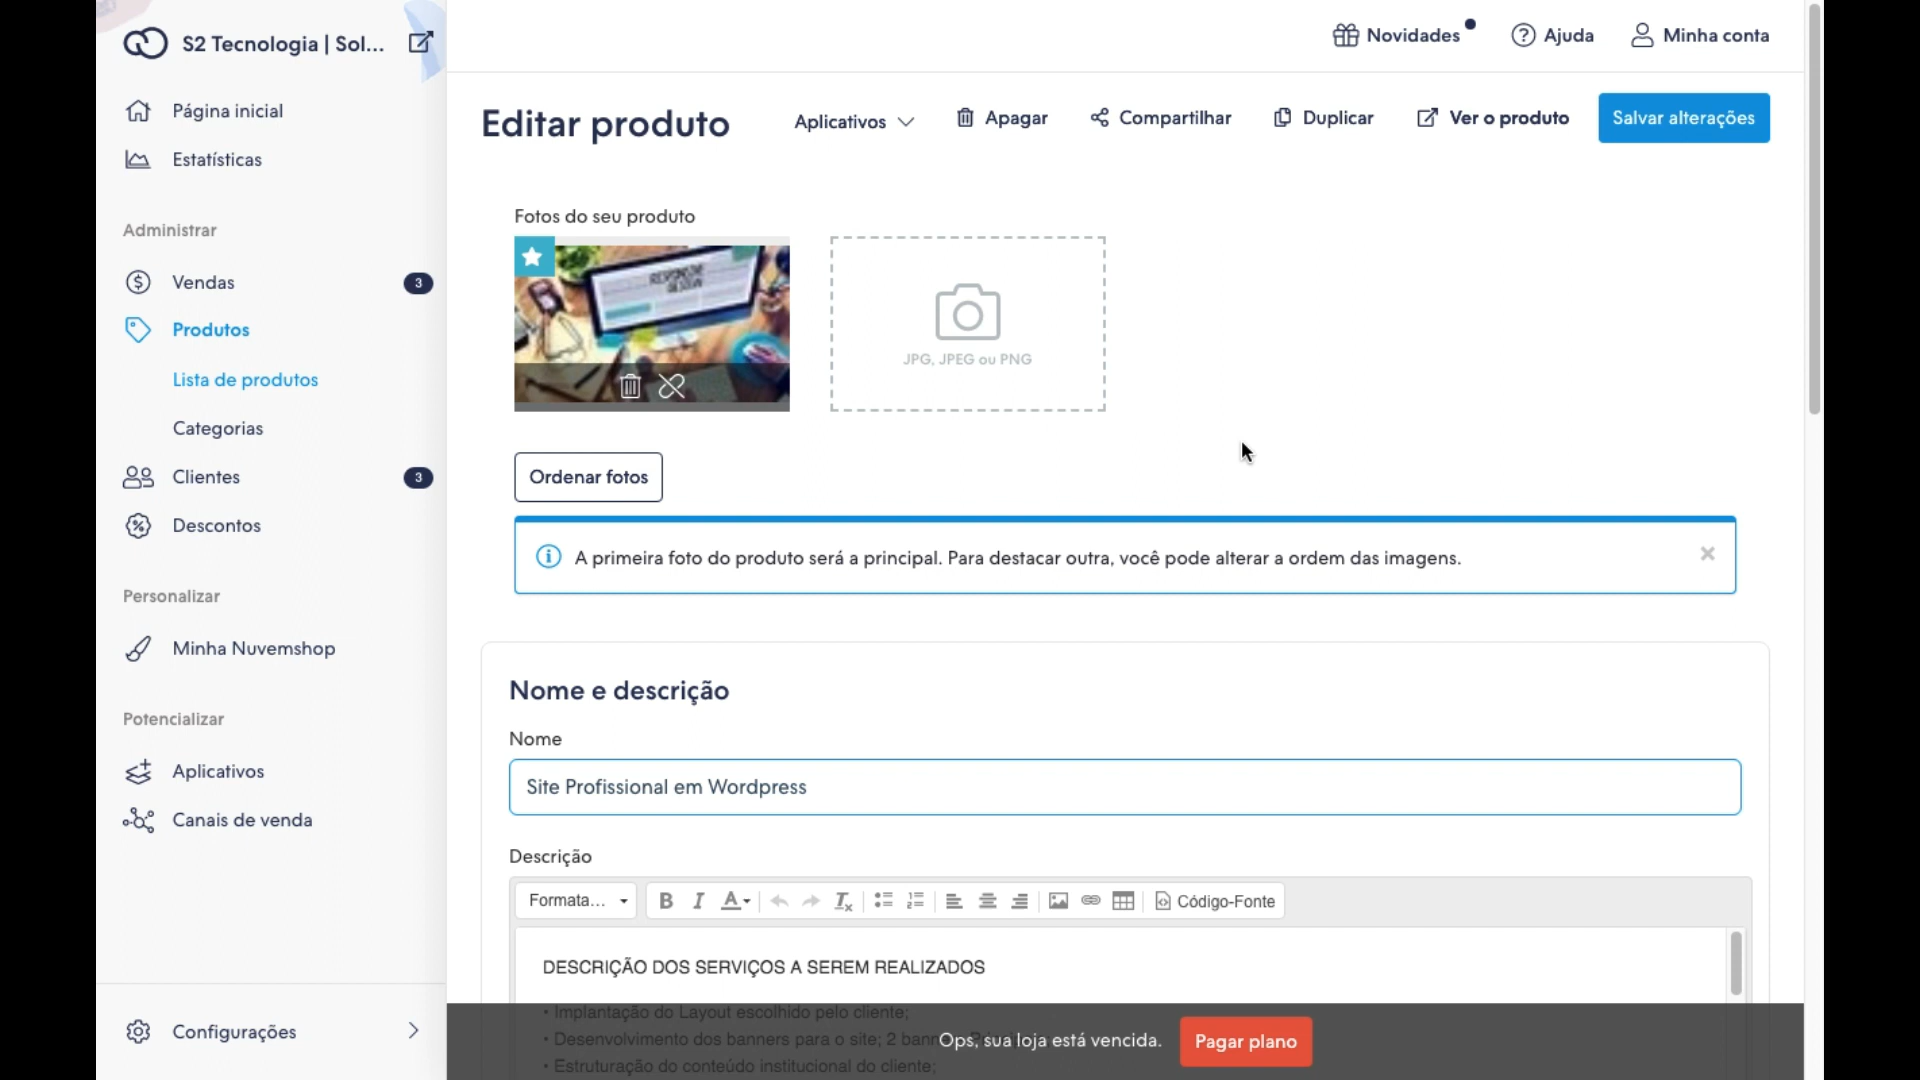 S2 Tecnologia | Sol...
Novidades
Ajuda
Minha conta
Página inicial
Estatísticas
Administrar
Vendas
3
Produtos
Lista de produtos
Categorias
Clientes
3
Descontos
Personalizar
Minha Nuvemshop
Potencializar
Aplicativos
Canais de venda
Configurações
Editar produto
Aplicativos
Apagar
Compartilhar
Duplicar
Ver o produto
Salvar alterações
Fotos do seu produto
RESPONSIVE
DESIGN
JPG, JPEG ou PNG
Ordenar fotos
A primeira foto do produto será a principal. Para destacar outra, você pode alterar a ordem das imagens.
Nome e descrição
Nome
Site Profissional em Wordpress
Descrição
Formata...
Código-Fonte
DESCRIÇÃO DOS SERVIÇOS A SEREM REALIZADOS
• Implantação do Layout escolhido pelo cliente;
• Desenvolvimento dos banners para o site; 2
• Estruturação do conteúdo institucional do cliente;
Ops, sua loja está vencida.
Pagar plano